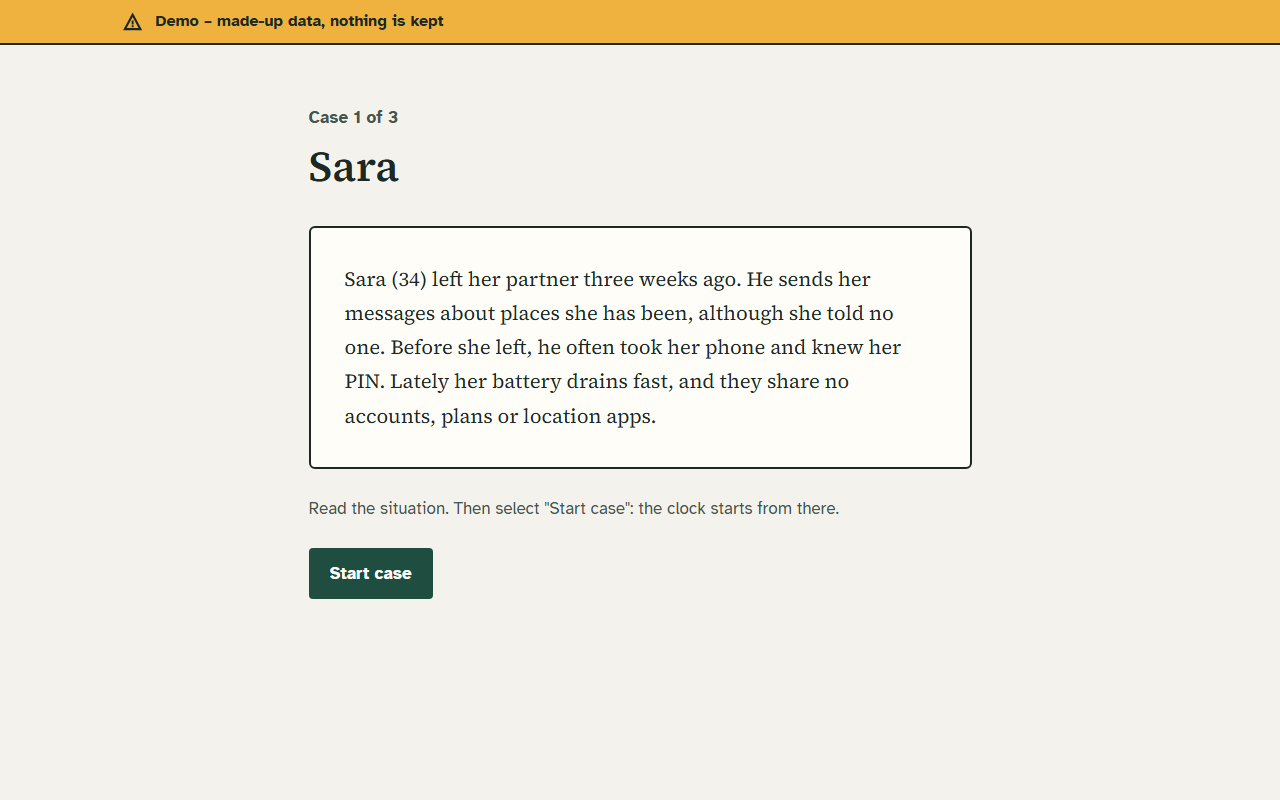 Demo – made-up data, nothing is kept
Case 1 of 3
Sara
Sara (34) left her partner three weeks ago. He sends her
messages about places she has been, although she told no
one. Before she left, he often took her phone and knew her
PIN. Lately her battery drains fast, and they share no
accounts, plans or location apps.
Read the situation. Then select "Start case": the clock starts from there.
Start case